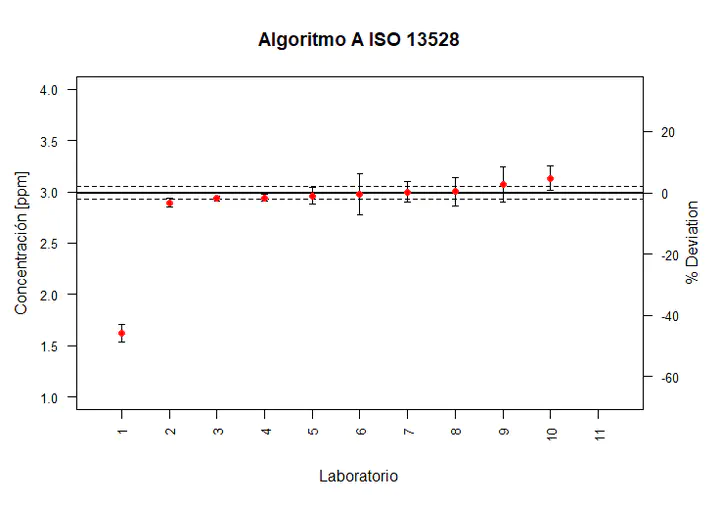 Algoritmo A ISO 13528
Concentración [ppm]
4.0
3.5
3.0
2.5
2.0
1.5
1.0
20
0
-20
-40
-60
% Deviation
1 2 3 4 5 6 7 8 9 10 11
Laboratorio